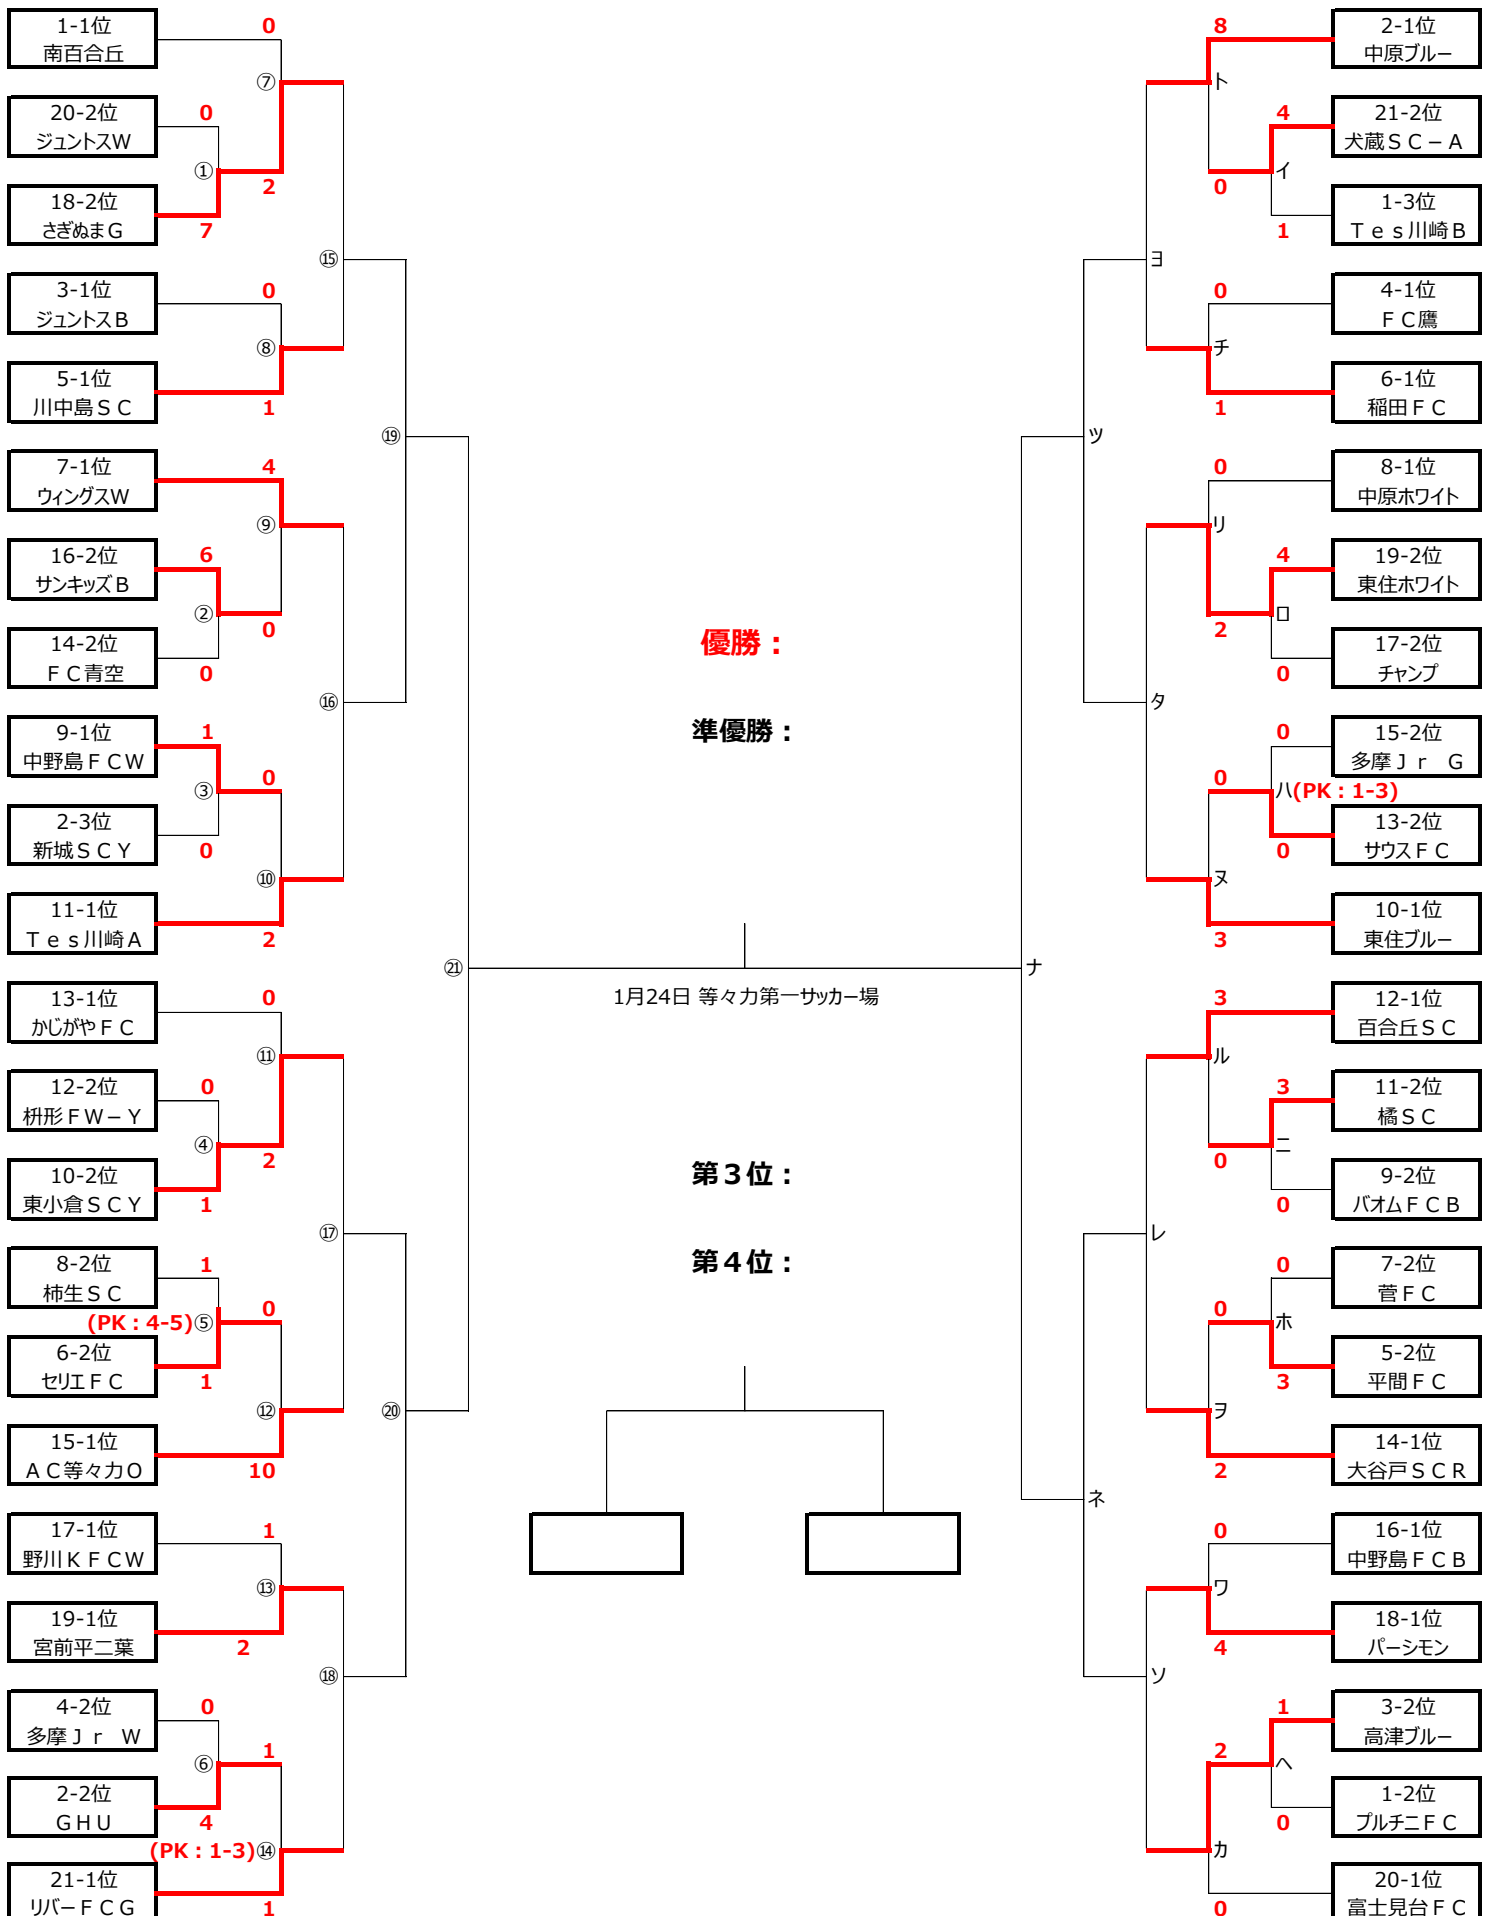 1-1位
南百合丘
0
⑦
20-2位
ジュントスW
0
①
2
18-2位
さぎぬまG
7
⑮
3-1位
ジュントスB
0
⑧
5-1位
川中島ＳＣ
1
⑲
7-1位
ウィングスW
4
⑨
16-2位
サンキッズB
6
②
0
14-2位
ＦＣ青空
0
⑯
9-1位
中野島ＦＣW
1
③
0
2-3位
新城ＳＣＹ
0
⑩
11-1位
Ｔｅｓ川崎A
2
㉑
13-1位
かじがやＦＣ
0
⑪
12-2位
枡形ＦＷ－Ｙ
0
④
2
10-2位
東小倉ＳＣＹ
1
⑰
8-2位
柿生ＳＣ
1
(PK：4-5)⑤
0
6-2位
セリエＦＣ
1
⑫
⑳
15-1位
ＡＣ等々力O
10
17-1位
野川ＫＦＣW
1
⑬
19-1位
宮前平二葉
2
⑱
4-2位
多摩Ｊｒ　W
0
⑥
1
2-2位
GHU
4
(PK：1-3)⑭
21-1位
リバーＦＣG
1
優勝：
準優勝：
1月24日 等々力第一サッカー場
第３位：
第４位：
8
2-1位
中原ブルー
ト
4
21-2位
犬蔵ＳＣ－A
イ
0
1-3位
Ｔｅｓ川崎B
1
ヨ
0
4-1位
ＦＣ鷹
チ
6-1位
稲田ＦＣ
1
ツ
0
8-1位
中原ホワイト
リ
4
19-2位
東住ホワイト
ロ
2
17-2位
チャンプ
0
タ
0
15-2位
多摩Ｊｒ　G
0
ハ(PK：1-3)
13-2位
サウスＦＣ
0
ヌ
10-1位
東住ブルー
3
ナ
3
12-1位
百合丘ＳＣ
ル
3
11-2位
橘ＳＣ
ニ
0
9-2位
バオムＦＣB
0
レ
0
7-2位
菅ＦＣ
0
ホ
5-2位
平間ＦＣ
3
ヲ
14-1位
大谷戸ＳＣＲ
2
ネ
0
16-1位
中野島ＦＣB
ワ
18-1位
パーシモン
4
ソ
1
3-2位
高津ブルー
2
ヘ
1-2位
プルチニＦＣ
0
カ
20-1位
富士見台ＦＣ
0